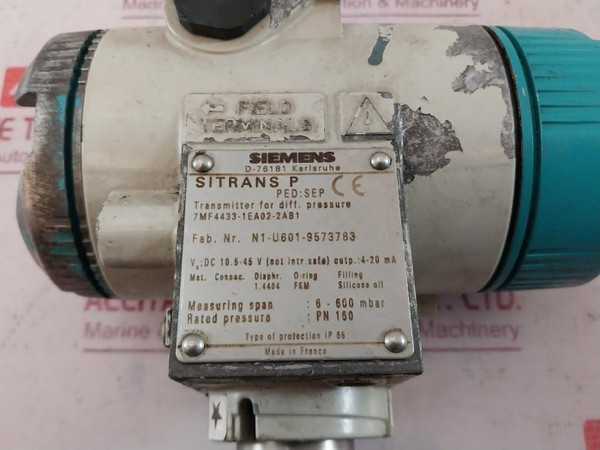 ← FIELD
TERMINALS
SIEMENS
D-76181 Karlsruhe
SITRANS P
PED:SEP CE
Transmitter for diff. pressure
7MF4433-1EA02-2AB1
Fab. Nr. N1-U601-9573783
:DC 10.5-45 V (not intr.safe) outp.:4-20 mA
Mat. Connec. Diaphr. O-ring Filling
1.4404 FKM Silicone oil
Measuring span : 6 - 600 mbar
Rated pressure : PN 160
Type of protection IP 65
Made in France
CO. LTD.
Marine
Machinery